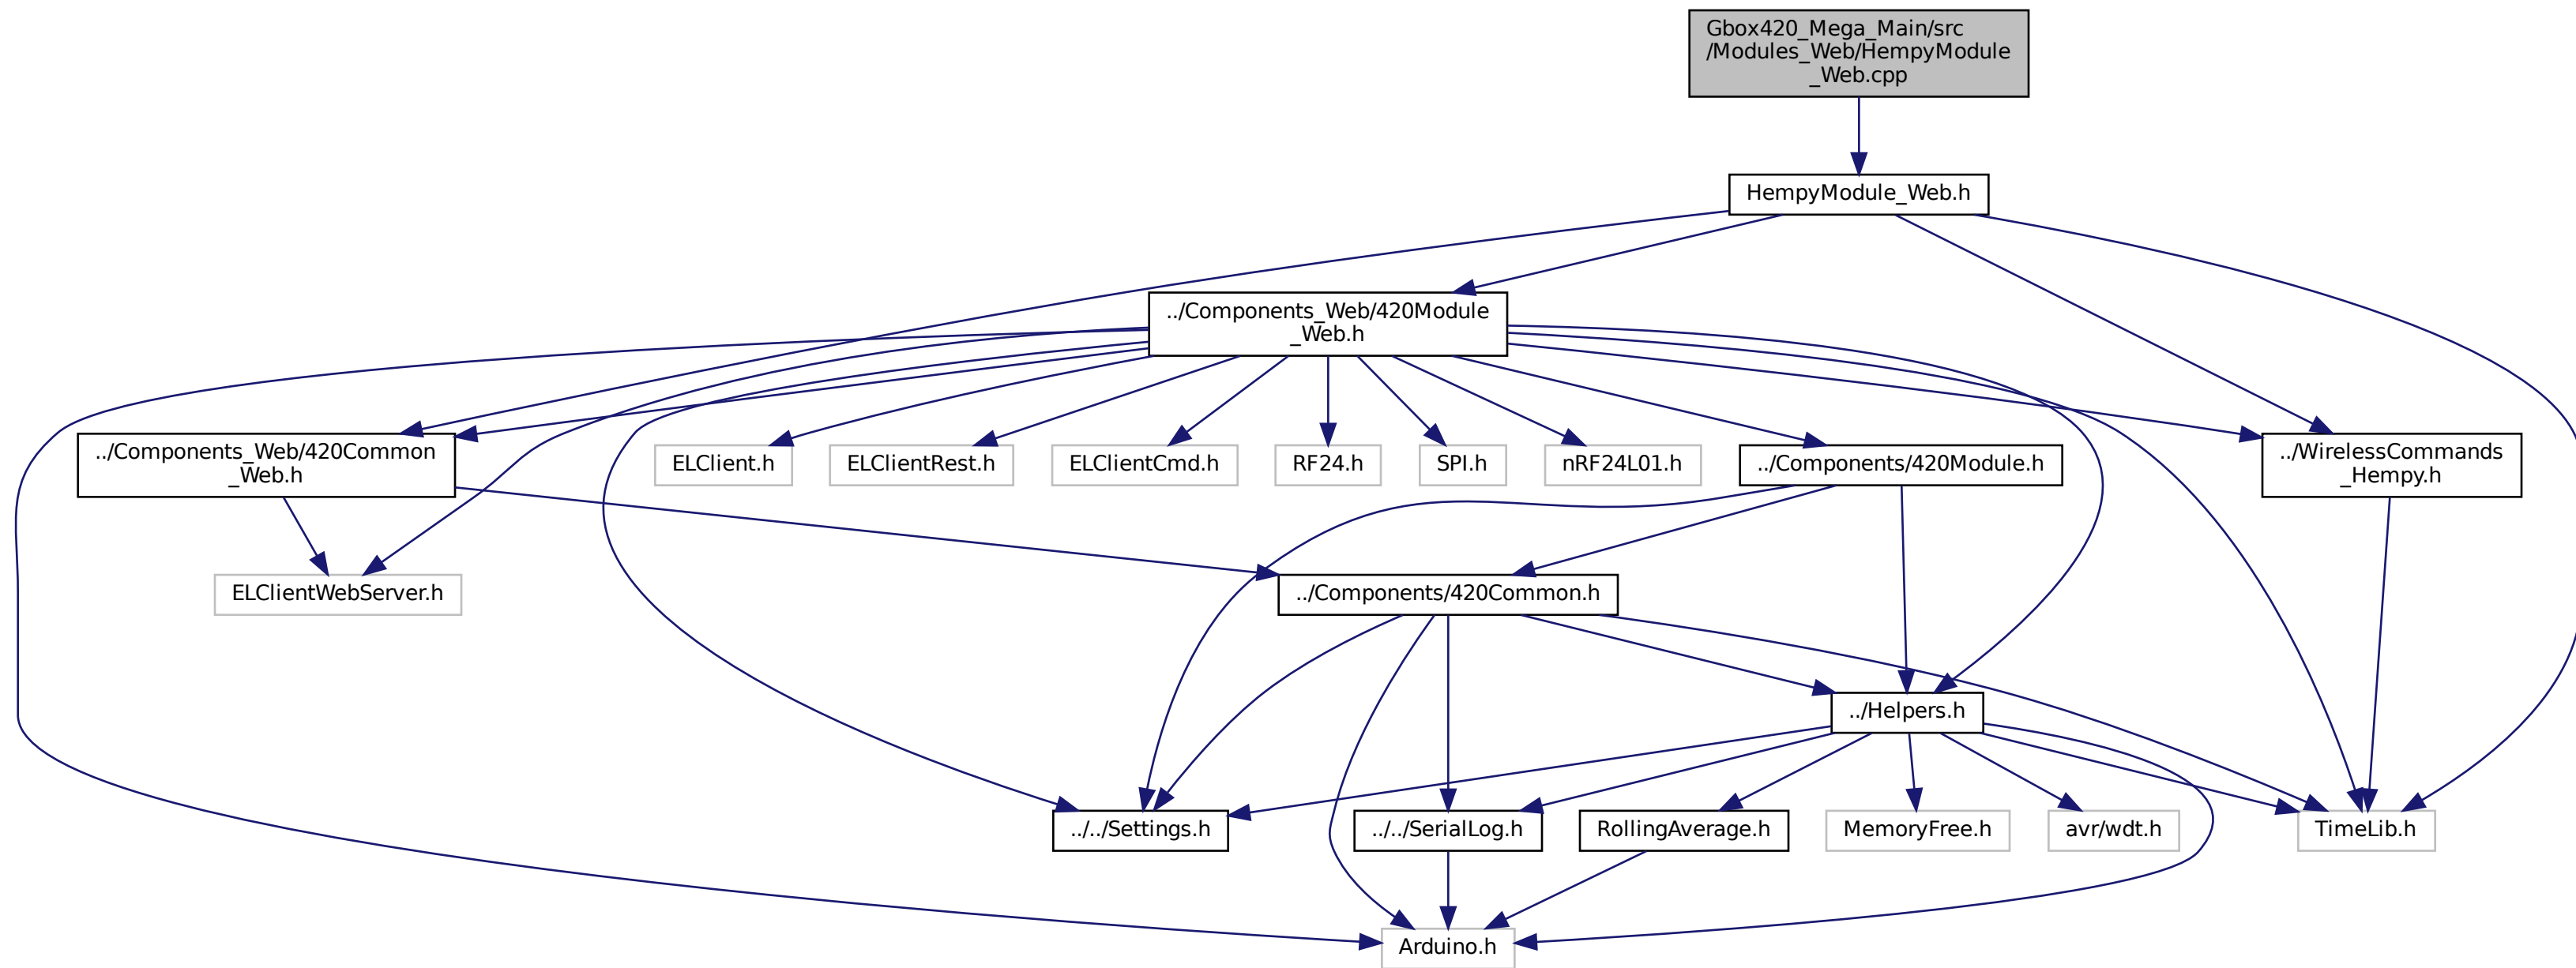 Gbox420_Mega_Main/src
/Modules_Web/HempyModule
_Web.cpp
HempyModule_Web.h
../Components_Web/420Module
_Web.h
../Components_Web/420Common
_Web.h
ELClient.h
ELClientRest.h
ELClientCmd.h
RF24.h
SPI.h
nRF24L01.h
../Components/420Module.h
../WirelessCommands
_Hempy.h
ELClientWebServer.h
../Components/420Common.h
../Helpers.h
../../Settings.h
../../SerialLog.h
RollingAverage.h
MemoryFree.h
avr/wdt.h
TimeLib.h
Arduino.h